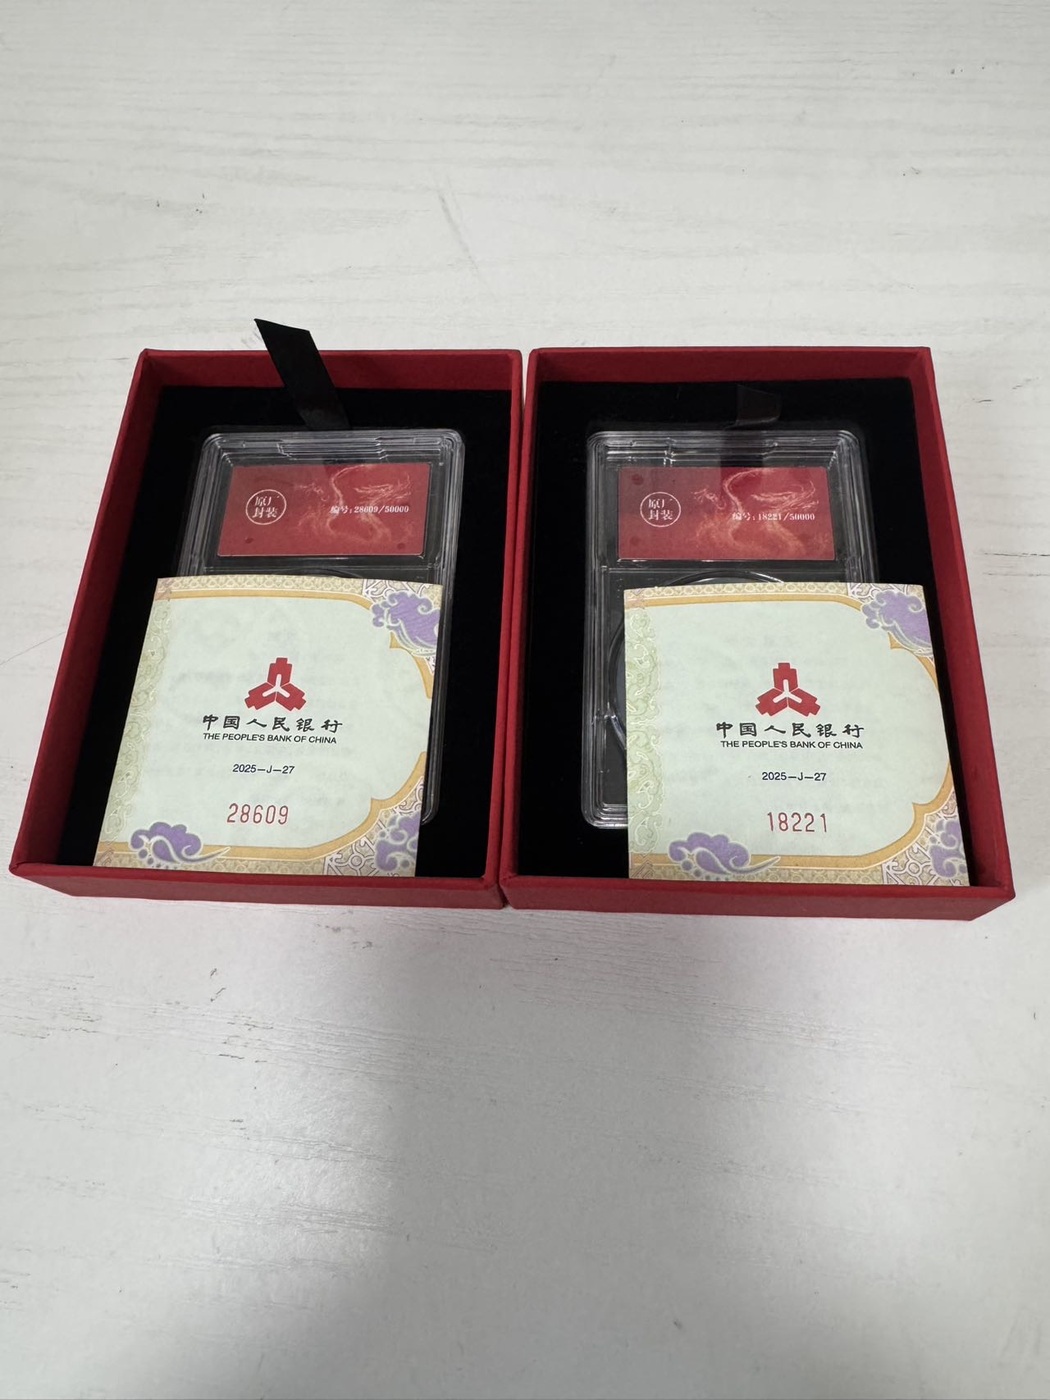 原厂
封装
编号:28609/50000
中国人民银行
THE PEOPLE'S BANK OF CHINA
2025—J—27
28609
原厂
封装
编号:18221/50000
中国人民银行
THE PEOPLE'S BANK OF CHINA
2025—J—27
18221